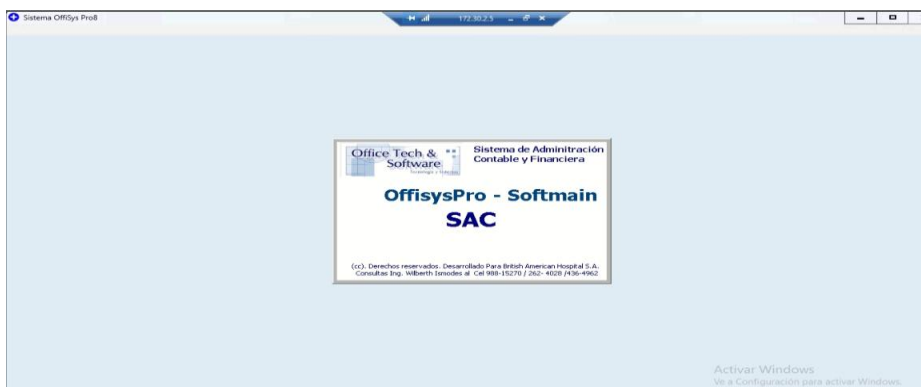 Sistema OffiSys Pro8
172.30.2.5
Office Tech &
Software
Sistema de Adminitración
Contable y Financiera
OffisysPro - Softmain
SAC
(cc). Derechos reservados. Desarrollado Para British American Hospital S.A.
Consultas Ing. Wilberth Ismodes al Cel 988-15270 / 262- 4028 /436-4962
Activar Windows
Ve a Configuración para activar Windows.